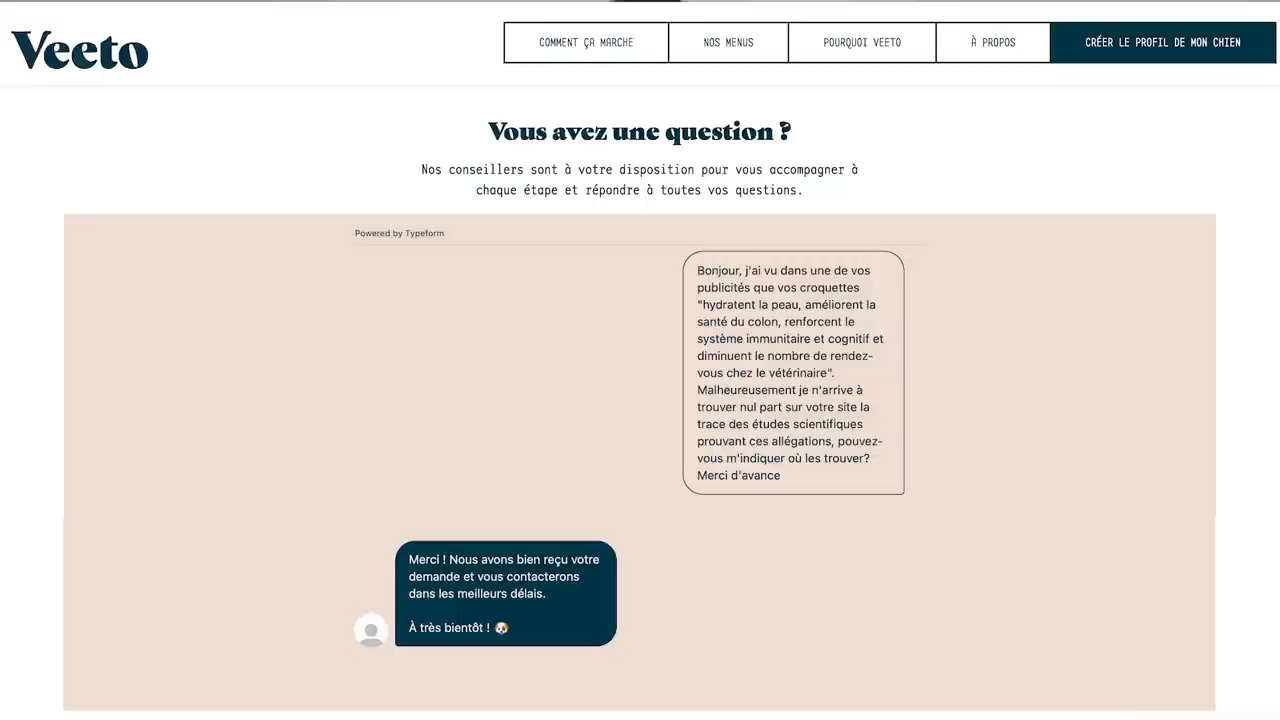 Veeto
COMMENT ÇA MARCHE
NOS MENUS
POURQUOI VEETO
À PROPOS
CRÉER LE PROFIL DE MON CHIEN
Vous avez une question ?
Nos conseillers sont à votre disposition pour vous accompagner à
chaque étape et répondre à toutes vos questions.
Powered by Typeform
Bonjour, j'ai vu dans une de vos
publicités que vos croquettes
"hydratent la peau, améliorent la
santé du colon, renforcent le
système immunitaire et cognitif et
diminuent le nombre de rendez-
vous chez le vétérinaire".
Malheureusement je n'arrive à
trouver nul part sur votre site la
trace des études scientifiques
prouvant ces allégations, pouvez-
vous m'indiquer où les trouver?
Merci d'avance
Merci ! Nous avons bien reçu votre
demande et vous contacterons
dans les meilleurs délais.
À très bientôt ! 🐶